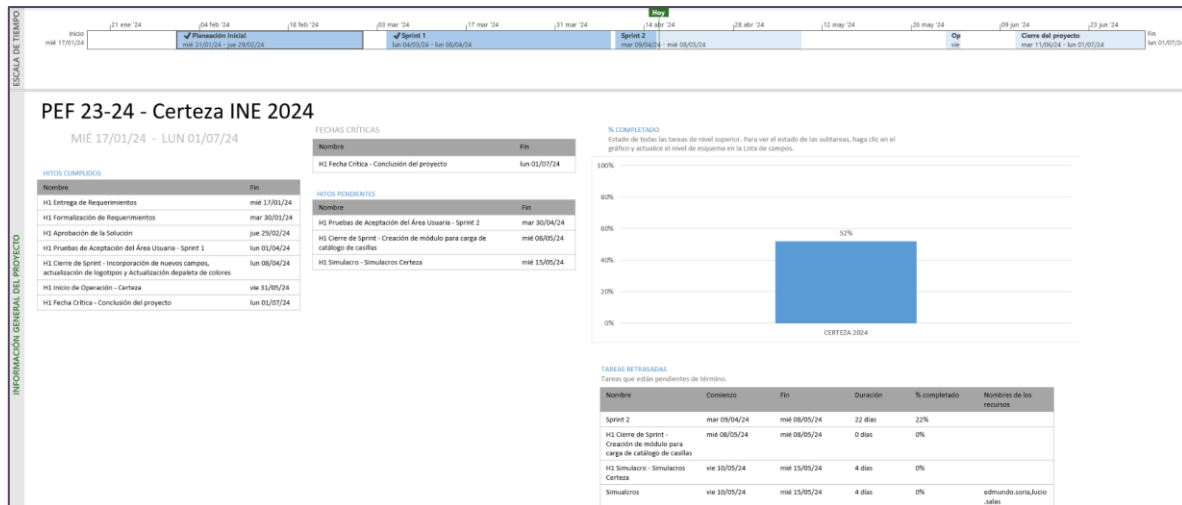 Hoy
21 ene '24
04 feb '24
18 feb '24
03 mar '24
17 mar '24
31 mar '24
14 abr '24
28 abr '24
12 may '24
26 may '24
09 jun '24
23 jun '24
ESCALA DE TIEMPO
Inicio
mié 17/01/24
Planeación inicial
mié 31/01/24 - jue 29/02/24
Sprint 1
lun 04/03/24 - lun 08/04/24
Sprint 2
mar 09/04/24 - mié 08/05/24
Op
vie
Cierre del proyecto
mar 11/06/24 - lun 01/07/24
Fin
lun 01/07/24
INFORMACIÓN GENERAL DEL PROYECTO
PEF 23-24 - Certeza INE 2024
MIÉ 17/01/24 - LUN 01/07/24
HITOS CUMPLIDOS
Nombre Fin
H1 Entrega de Requerimientos mié 17/01/24
H1 Formalización de Requerimientos mar 30/01/24
H1 Aprobación de la Solución jue 29/02/24
H1 Pruebas de Aceptación del Área Usuaria - Sprint 1 lun 01/04/24
H1 Cierre de Sprint - Incorporación de nuevos campos, lun 08/04/24
actualización de logotipos y Actualización depaleta de colores
H1 Inicio de Operación - Certeza vie 31/05/24
H1 Fecha Crítica - Conclusión del proyecto lun 01/07/24
FECHAS CRÍTICAS
Nombre Fin
H1 Fecha Crítica - Conclusión del proyecto lun 01/07/24
HITOS PENDIENTES
Nombre Fin
H1 Pruebas de Aceptación del Área Usuaria - Sprint 2 mar 30/04/24
H1 Cierre de Sprint - Creación de módulo para carga de mié 08/05/24
catálogo de casillas
H1 Simulacro - Simulacros Certeza mié 15/05/24
% COMPLETADO
Estado de todas las tareas de nivel superior. Para ver el estado de las subtareas, haga clic en el
gráfico y actualice el nivel de esquema en la Lista de campos.
100%
80%
60%
40%
20%
0%
52%
CERTEZA 2024
TAREAS RETRASADAS
Tareas que están pendientes de término.
Nombre Comienzo Fin Duración % completado Nombres de los
recursos
Sprint 2 mar 09/04/24 mié 08/05/24 22 días 22%
H1 Cierre de Sprint - mié 08/05/24 mié 08/05/24 0 días 0%
Creación de módulo para
carga de catálogo de casillas
H1 Simulacro - Simulacros vie 10/05/24 mié 15/05/24 4 días 0%
Certeza
Simualcros vie 10/05/24 mié 15/05/24 4 días 0% edmundo.soria,lucio
.salas